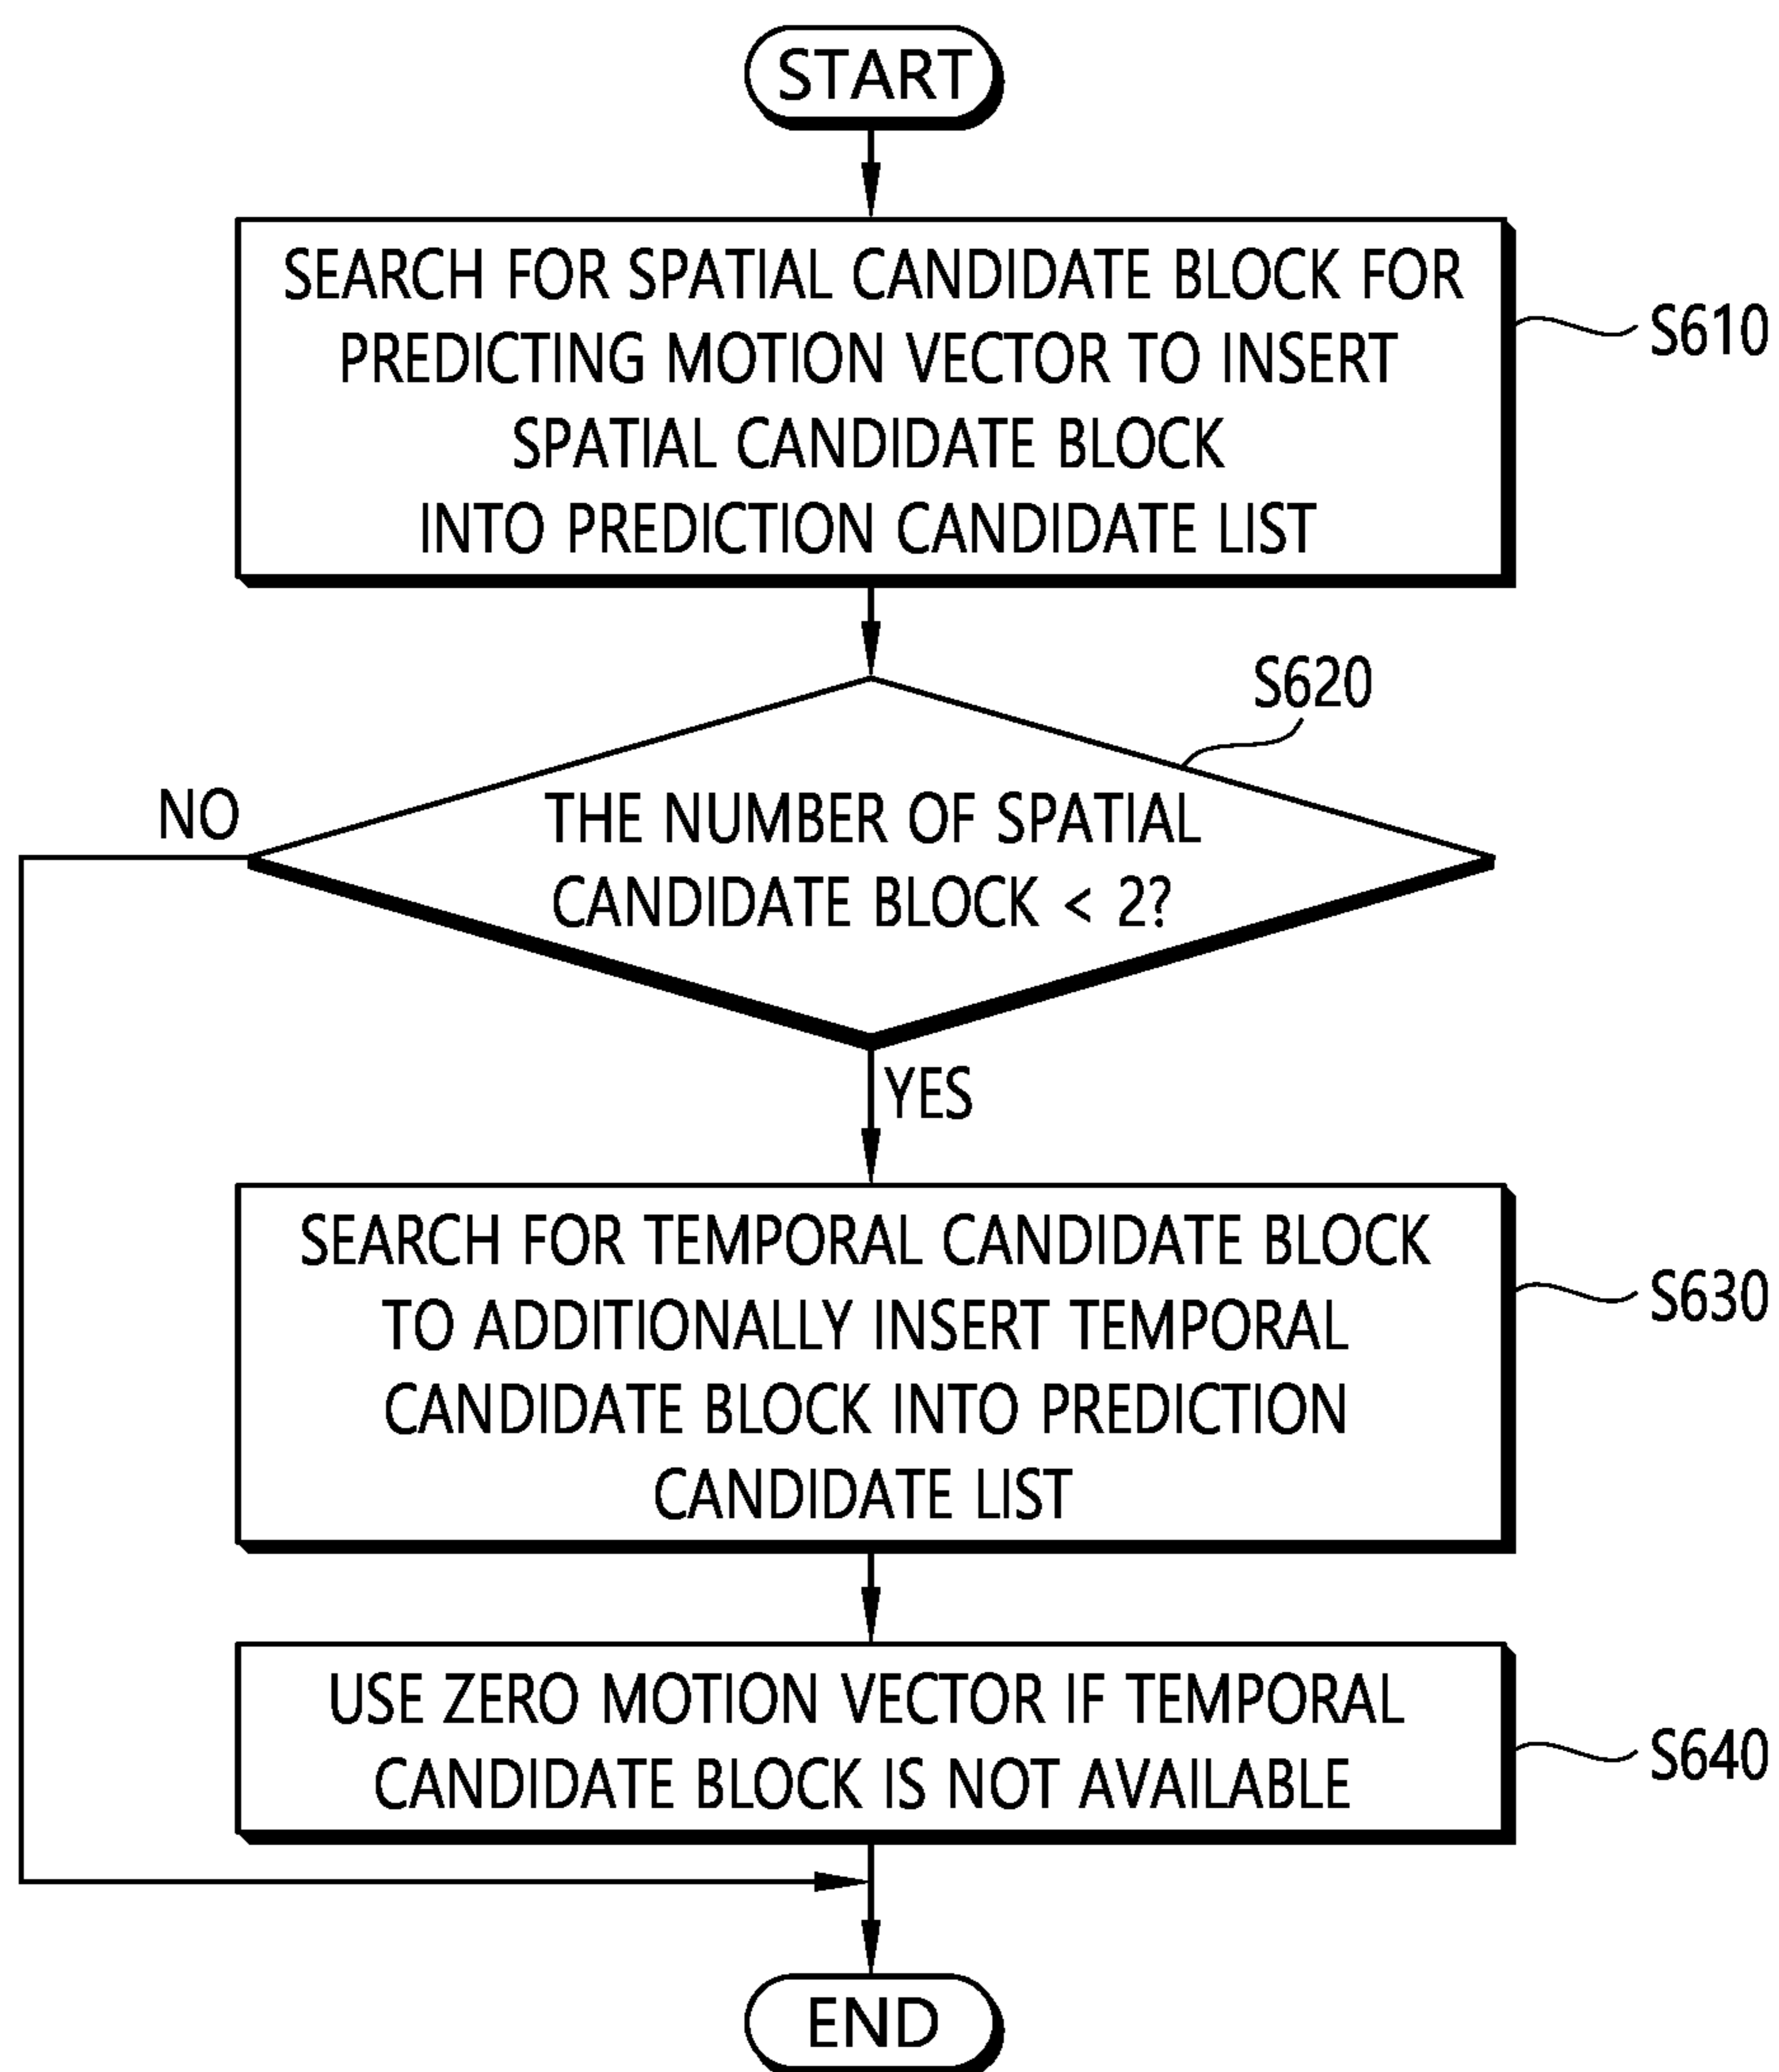 START
SEARCH FOR SPATIAL CANDIDATE BLOCK FOR
PREDICTING MOTION VECTOR TO INSERT
SPATIAL CANDIDATE BLOCK
INTO PREDICTION CANDIDATE LIST
S610
S620
NO
THE NUMBER OF SPATIAL
CANDIDATE BLOCK < 2?
YES
SEARCH FOR TEMPORAL CANDIDATE BLOCK
TO ADDITIONALLY INSERT TEMPORAL
CANDIDATE BLOCK INTO PREDICTION
CANDIDATE LIST
S630
USE ZERO MOTION VECTOR IF TEMPORAL
CANDIDATE BLOCK IS NOT AVAILABLE
S640
END